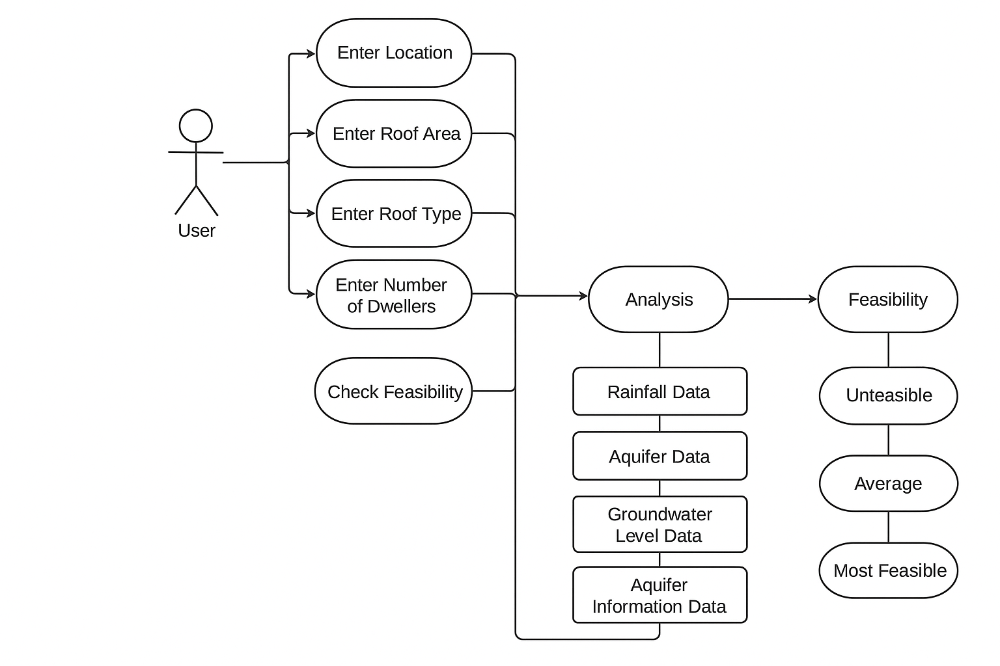 Enter Location
Enter Roof Area
Enter Roof Type
Enter Number
of Dwellers
Check Feasibility
User
Analysis
Rainfall Data
Aquifer Data
Groundwater
Level Data
Aquifer
Information Data
Feasibility
Unteasible
Average
Most Feasible